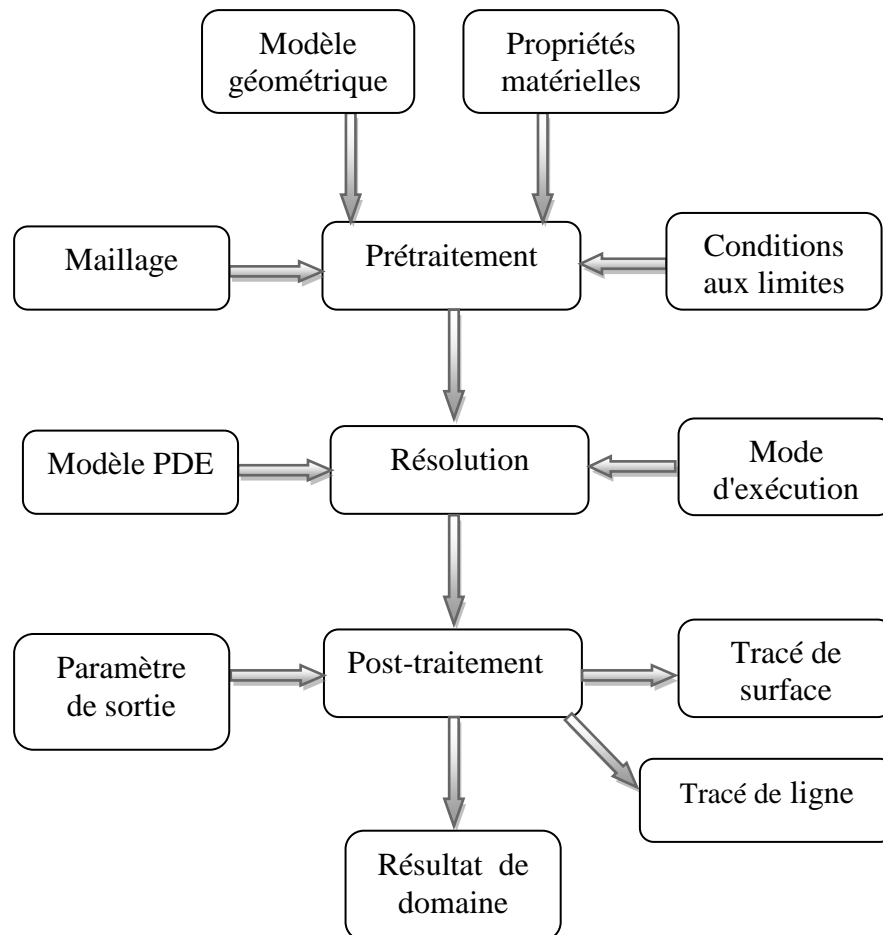 Modèle
géométrique
Propriétés
matérielles
Maillage
Prétraitement
Conditions
aux limites
Modèle PDE
Résolution
Mode
d'exécution
Paramètre
de sortie
Post-traitement
Tracé de
surface
Tracé de ligne
Résultat de
domaine